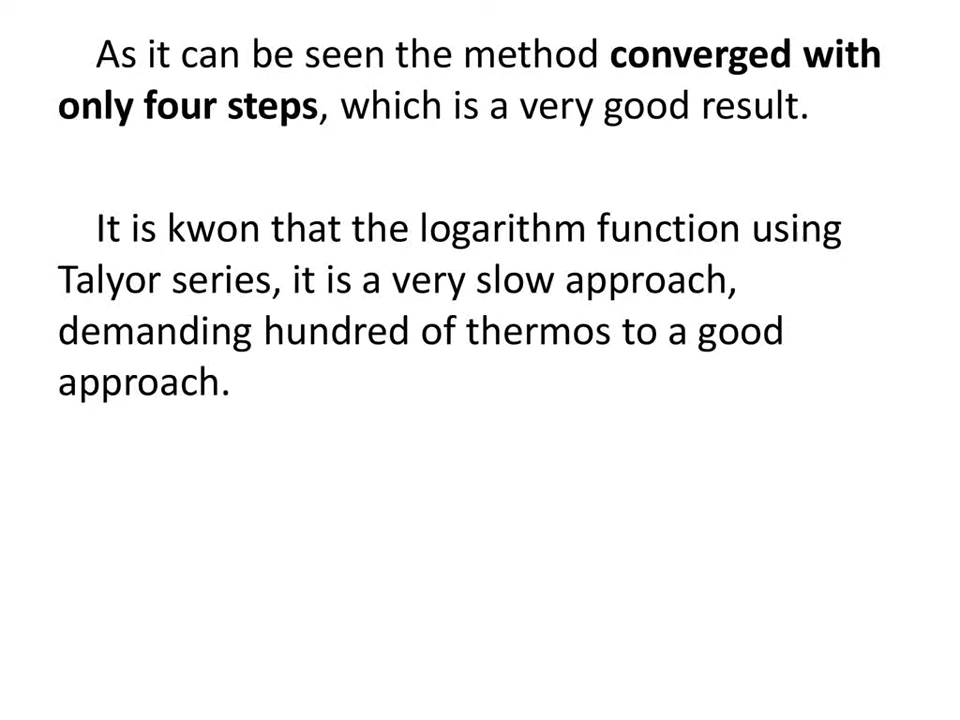 As it can be seen the method converged with
only four steps, which is a very good result.
It is kwon that the logarithm function using
Talyor series, it is a very slow approach,
demanding hundred of thermos to a good
approach.